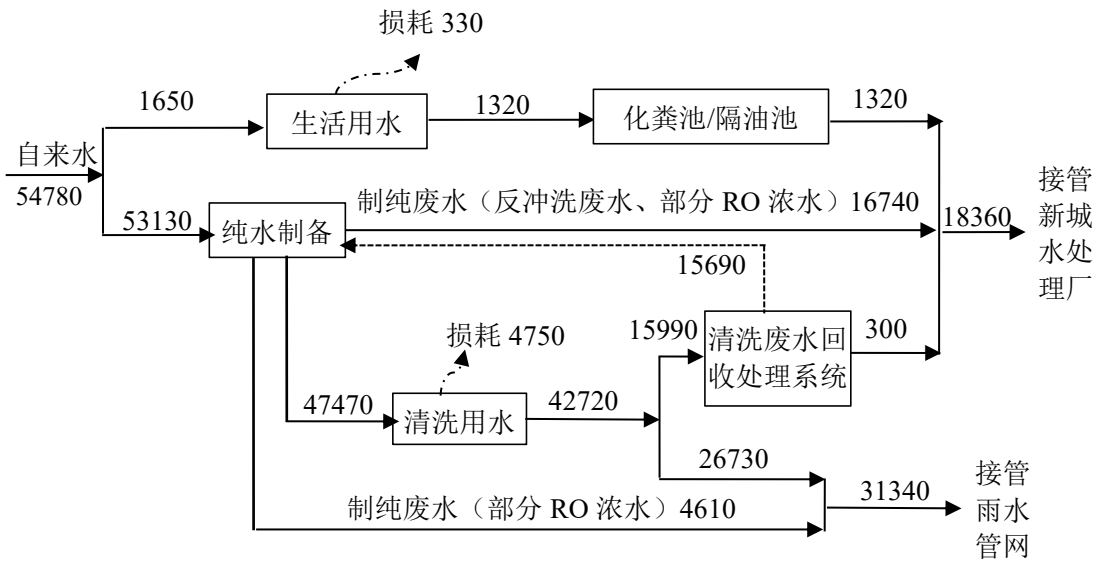 损耗 330
1650
生活用水
1320
化粪池/隔油池
1320
自来水
54780
53130
纯水制备
制纯废水（反冲洗废水、部分 RO 浓水）16740
18360
接管
新城
水处
理厂
15690
损耗 4750
15990
清洗废水回
收处理系统
300
47470
清洗用水
42720
26730
制纯废水（部分 RO 浓水）4610
31340
接管
雨水
管网